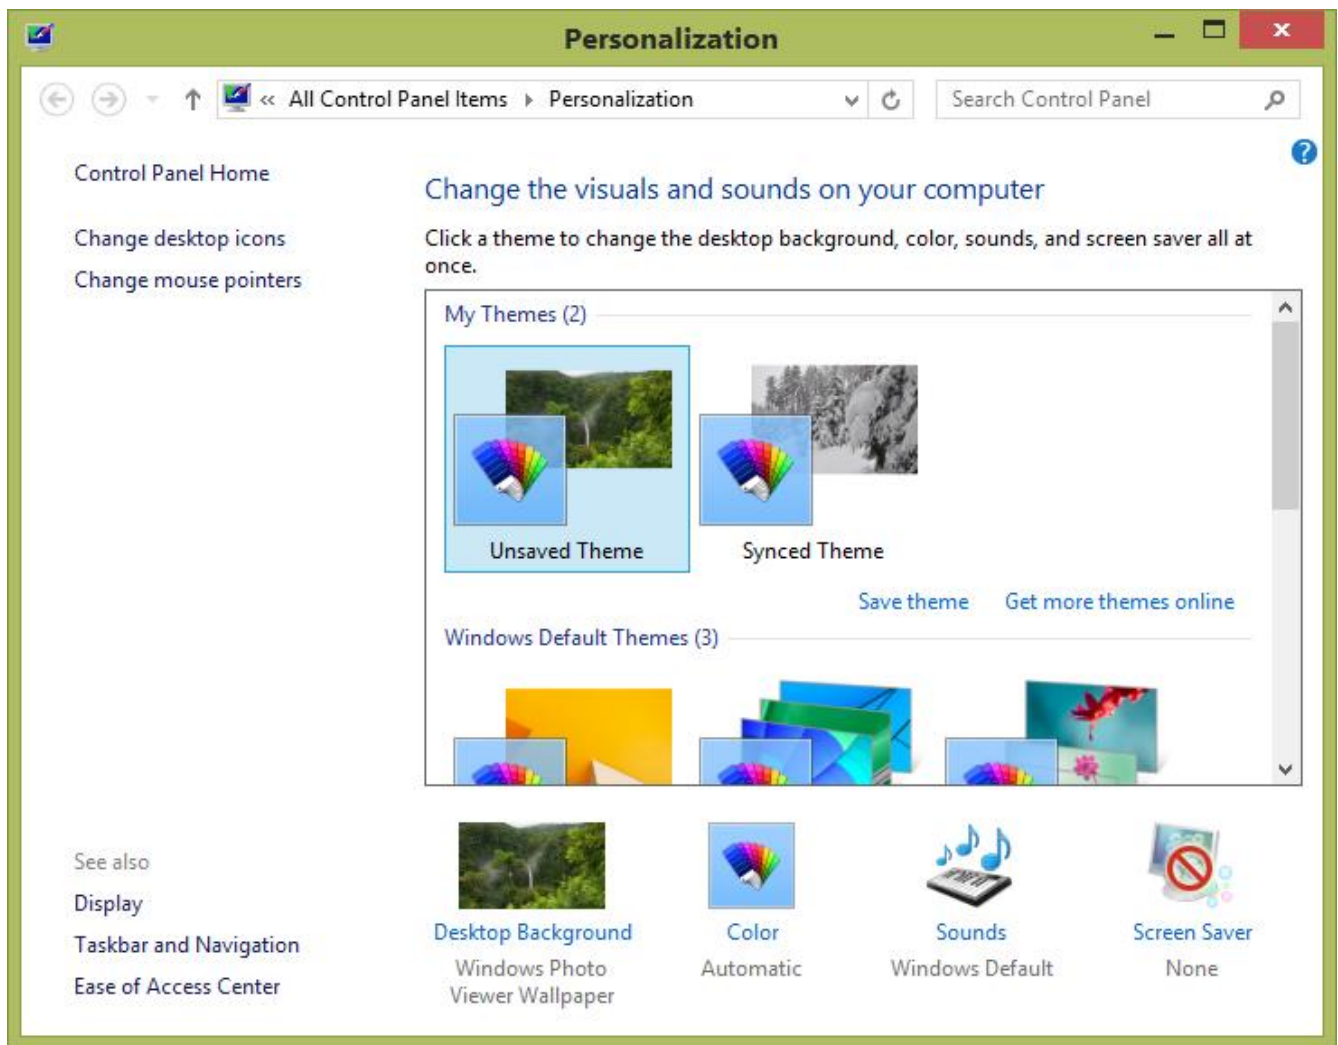 Personalization
« All Control Panel Items ▸ Personalization
Search Control Panel
Control Panel Home
Change desktop icons
Change mouse pointers
Change the visuals and sounds on your computer
Click a theme to change the desktop background, color, sounds, and screen saver all at
once.
My Themes (2)
Unsaved Theme
Synced Theme
Save theme
Get more themes online
Windows Default Themes (3)
See also
Display
Taskbar and Navigation
Ease of Access Center
Desktop Background
Windows Photo
Viewer Wallpaper
Color
Automatic
Sounds
Windows Default
Screen Saver
None